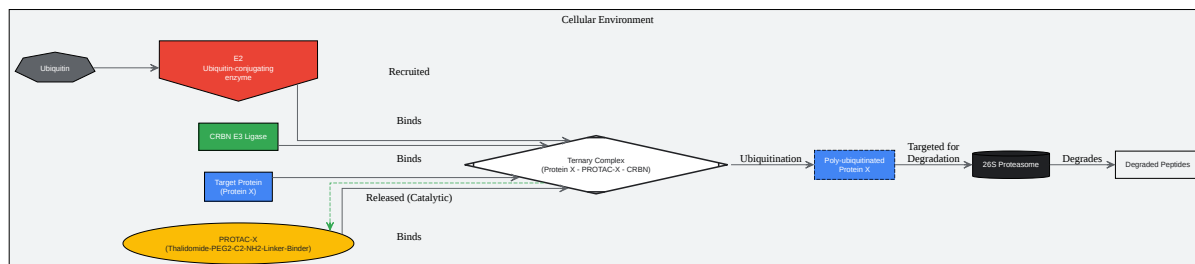 Cellular Environment
Ubiquitin
E2
Ubiquitin-conjugating
enzyme
Recruited
CRBN E3 Ligase
Binds
Target Protein
(Protein X)
Binds
Released (Catalytic)
PROTAC-X
(Thalidomide-PEG2-C2-NH2-Linker-Binder)
Binds
Ternary Complex
(Protein X - PROTAC-X - CRBN)
Ubiquitination
Poly-ubiquitinated
Protein X
Targeted for
Degradation
26S Proteasome
Degrades
Degraded Peptides